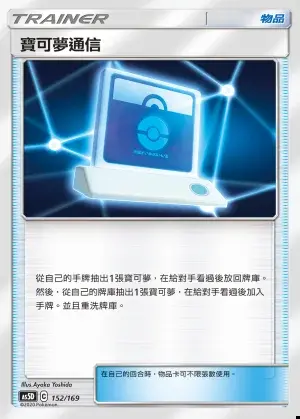 TRAINER 物品
寶可夢通信
從自己的手牌抽出1張寶可夢,在給對手看過後放回牌庫。
然後,從自己的牌庫抽出1張寶可夢,在給對手看過後加入
手牌。並且重洗牌庫。
Illus. Ayaka Yoshida
C 152/169
©2020 Pokémon.
在自己的回合時,物品卡可不限張數使用。